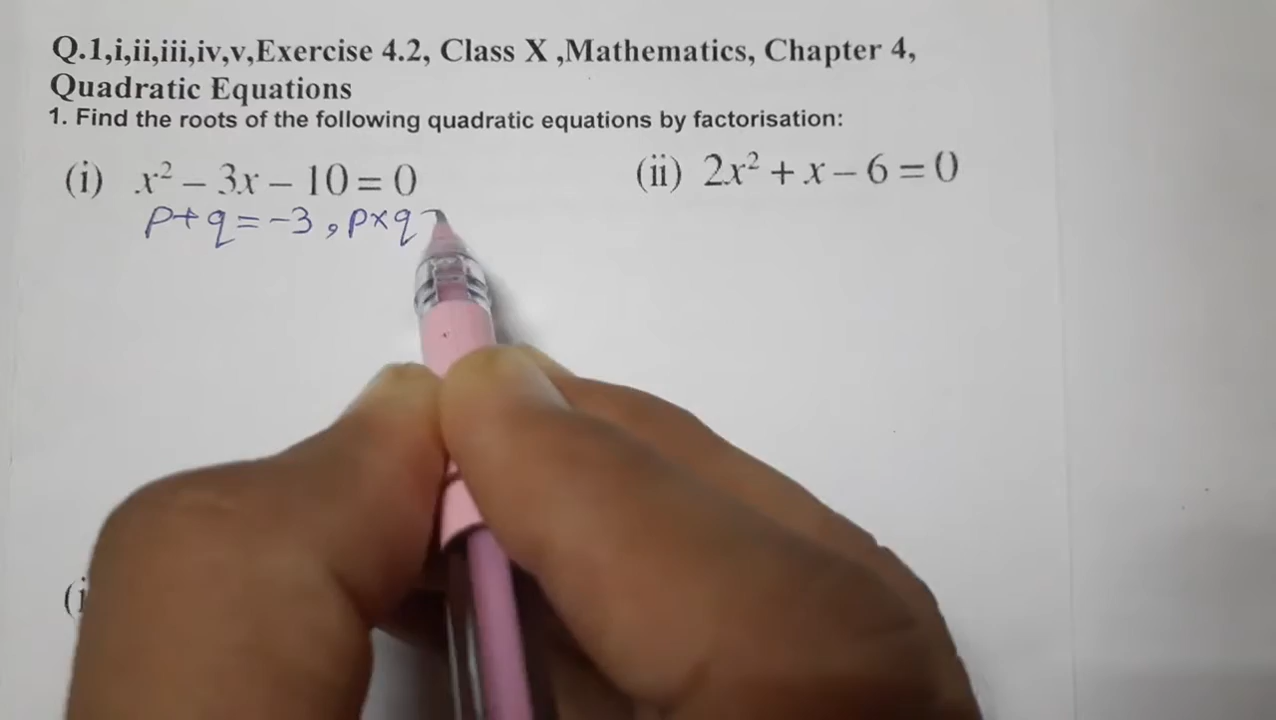 Q.1,i,ii,iii,iv,v,Exercise 4.2, Class X ,Mathematics, Chapter 4,
Quadratic Equations
1. Find the roots of the following quadratic equations by factorisation:
(i) x² – 3x – 10 = 0
(ii) 2x² + x – 6 = 0
p+q=-3, p×q